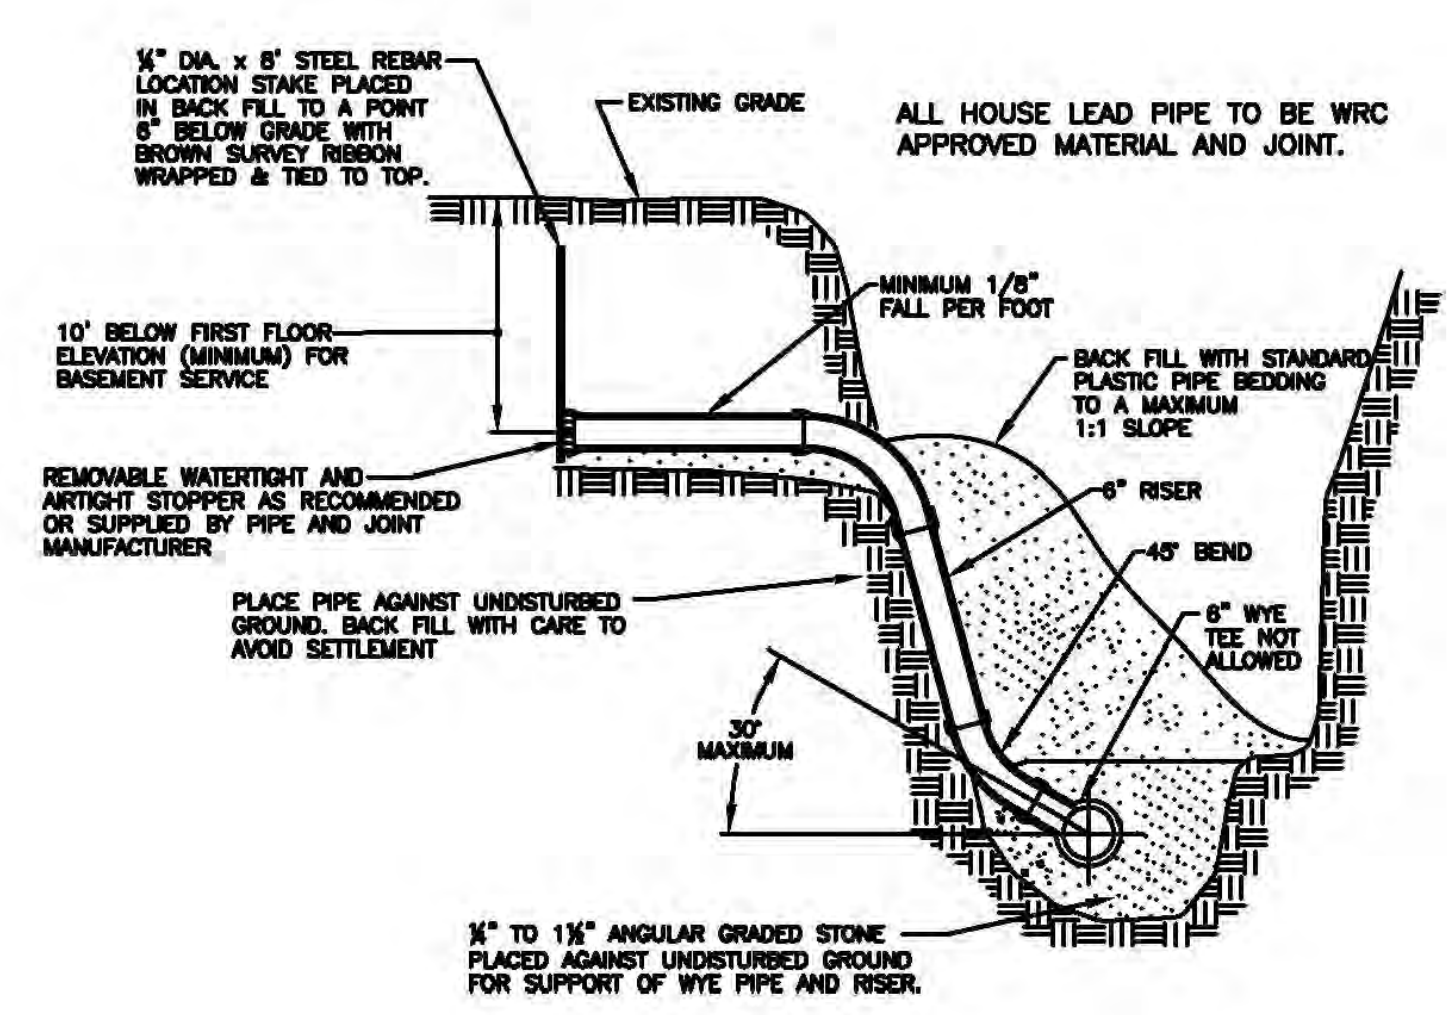 DIA. x 8' STEEL REBAR
LOCATION STAKE PLACED
IN BACK FILL TO A POINT
6" BELOW GRADE WITH
BROWN SURVEY RIBBON
WRAPPED & TIED TO TOP.
EXISTING GRADE
ALL HOUSE LEAD PIPE TO BE WRC
APPROVED MATERIAL AND JOINT.
MINIMUM 1/8"
FALL PER FOOT
10' BELOW FIRST FLOOR
ELEVATION (MINIMUM) FOR
BASEMENT SERVICE
BACK FILL WITH STANDARD
PLASTIC PIPE BEDDING
TO A MAXIMUM
1:1 SLOPE
REMOVABLE WATERTIGHT AND
AIRTIGHT STOPPER AS RECOMMENDED
OR SUPPLIED BY PIPE AND JOINT
MANUFACTURER
6" RISER
45° BEND
PLACE PIPE AGAINST UNDISTURBED
GROUND. BACK FILL WITH CARE TO
AVOID SETTLEMENT
6" WYE
TEE NOT
ALLOWED
30°
MAXIMUM
TO 1½" ANGULAR GRADED STONE
PLACED AGAINST UNDISTURBED GROUND
FOR SUPPORT OF WYE PIPE AND RISER.